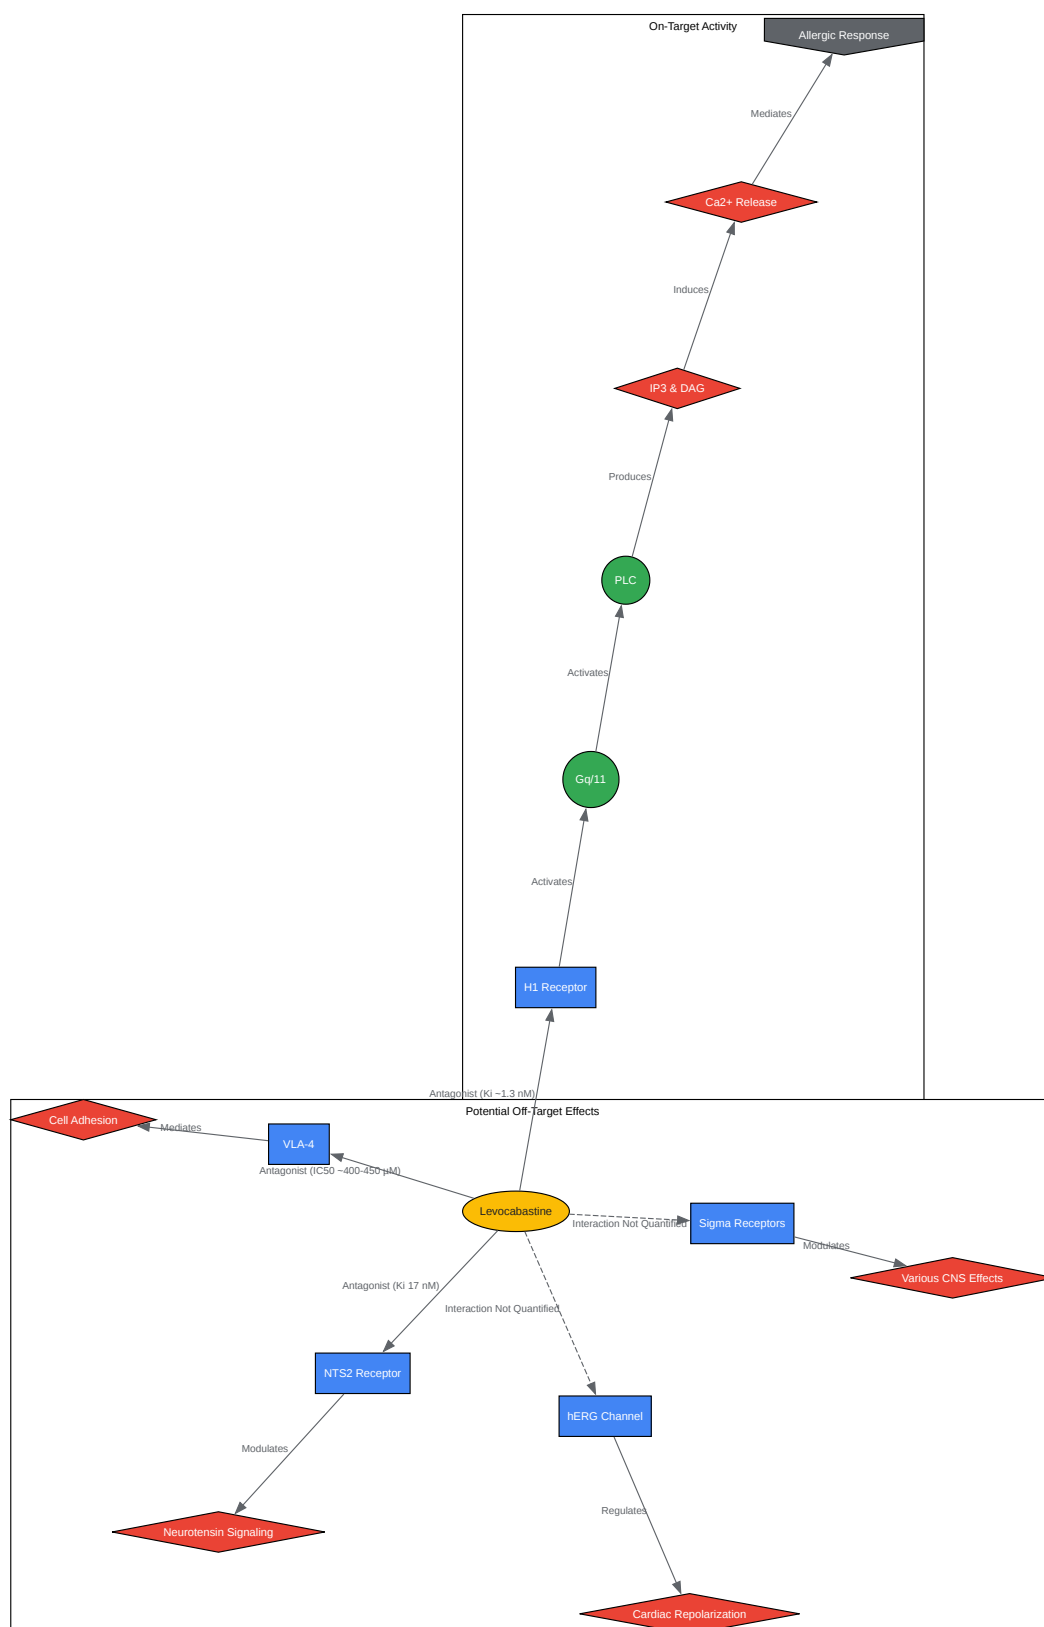 On-Target Activity
Allergic Response
Mediates
Ca2+ Release
Induces
IP3 & DAG
Produces
PLC
Activates
Gq/11
Activates
H1 Receptor
Antagonist (Ki ~1.3 nM)
Potential Off-Target Effects
Cell Adhesion
Mediates
VLA-4
Antagonist (IC50 ~400-450 µM)
Levocabastine
Interaction Not Quantified
Sigma Receptors
Modulates
Various CNS Effects
Antagonist (Ki 17 nM)
Interaction Not Quantified
NTS2 Receptor
hERG Channel
Modulates
Regulates
Neurotensin Signaling
Cardiac Repolarization